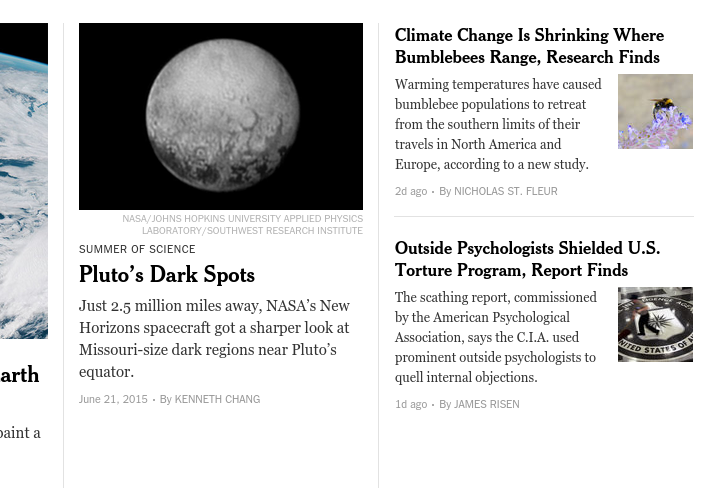 arth
paint a
NASA/JOHNS HOPKINS UNIVERSITY APPLIED PHYSICS
LABORATORY/SOUTHWEST RESEARCH INSTITUTE
SUMMER OF SCIENCE
Pluto's Dark Spots
Just 2.5 million miles away, NASA's New
Horizons spacecraft got a sharper look at
Missouri-size dark regions near Pluto's
equator.
June 21, 2015 • By KENNETH CHANG
Climate Change Is Shrinking Where
Bumblebees Range, Research Finds
Warming temperatures have caused
bumblebee populations to retreat
from the southern limits of their
travels in North America and
Europe, according to a new study.
2d ago • By NICHOLAS ST. FLEUR
Outside Psychologists Shielded U.S.
Torture Program, Report Finds
The scathing report, commissioned
by the American Psychological
Association, says the C.I.A. used
prominent outside psychologists to
quell internal objections.
1d ago • By JAMES RISEN